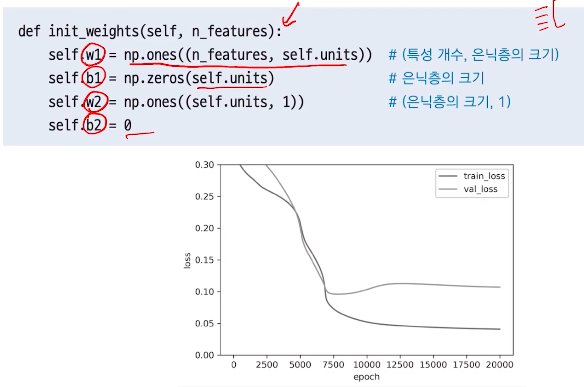 def init_weights(self, n_features):
self.w1 = np.ones((n_features, self.units)) # (특성 개수, 은닉층의 크기)
self.b1 = np.zeros(self.units) # 은닉층의 크기
self.w2 = np.ones((self.units, 1)) # (은닉층의 크기, 1)
self.b2 = 0
0.30
train_loss
val_loss
0.25
0.20
loss
0.15
0.10
0.05
0.00
0 2500 5000 7500 10000 12500 15000 17500 20000
epoch